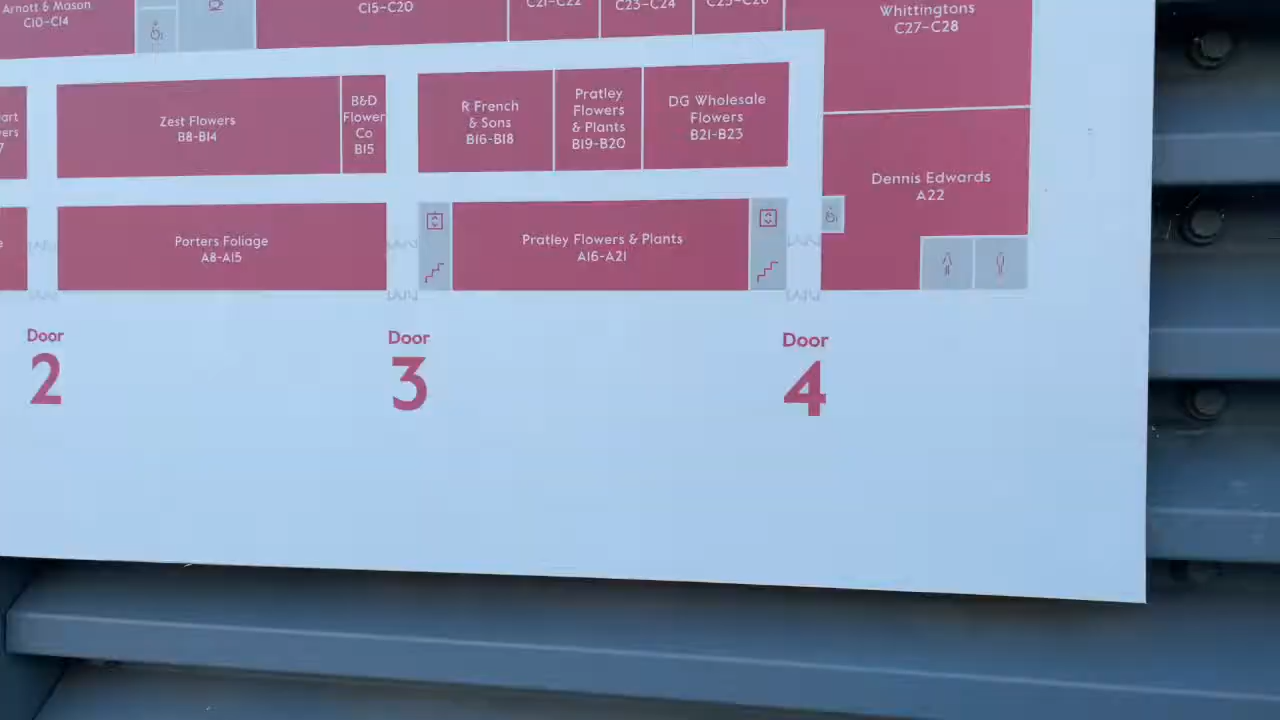 Arnott & Mason
C10-C14
C15-C20
C21-C22
C23-C24
Whittingtons
C27-C28
Zest Flowers
B8-B14
B&D
Flower
Co
B15
R French
& Sons
B16-B18
Pratley
Flowers
& Plants
B19-B20
DG Wholesale
Flowers
B21-B23
Dennis Edwards
A22
Porters Foliage
A8-A15
Pratley Flowers & Plants
A16-A21
Door
2
Door
3
Door
4